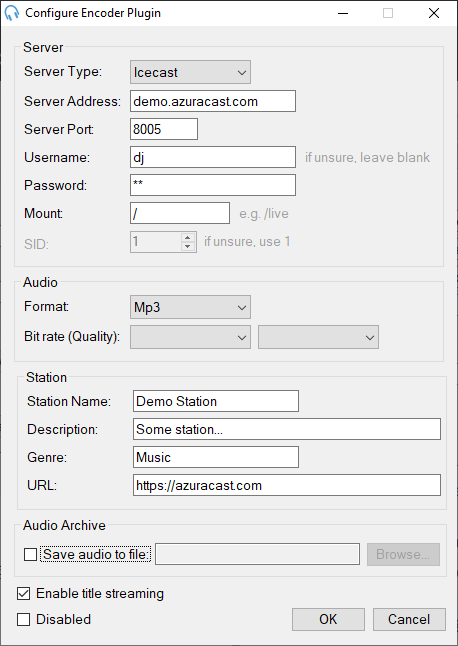 Configure Encoder Plugin
Server
Server Type: Icecast
Server Address: demo.azuracast.com
Server Port: 8005
Username: dj if unsure, leave blank
Password: **
Mount: / e.g. /live
SID: 1 if unsure, use 1
Audio
Format: Mp3
Bit rate (Quality):
Station
Station Name: Demo Station
Description: Some station...
Genre: Music
URL: https://azuracast.com
Audio Archive
Save audio to file: Browse...
Enable title streaming
Disabled OK Cancel